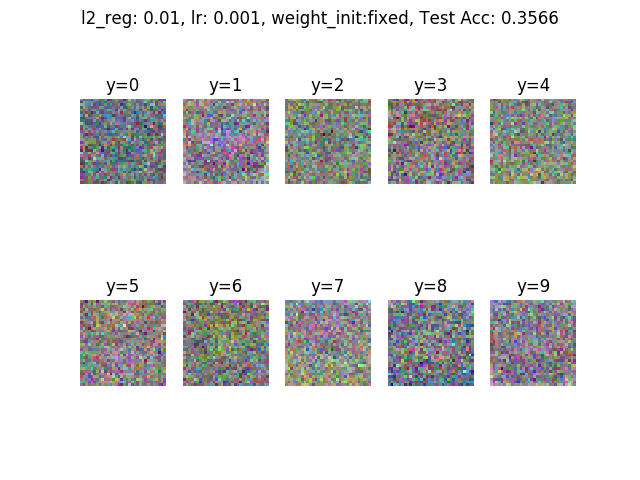 l2_reg: 0.01, lr: 0.001, weight_init:fixed, Test Acc: 0.3566
y=0 y=1 y=2 y=3 y=4
y=5 y=6 y=7 y=8 y=9